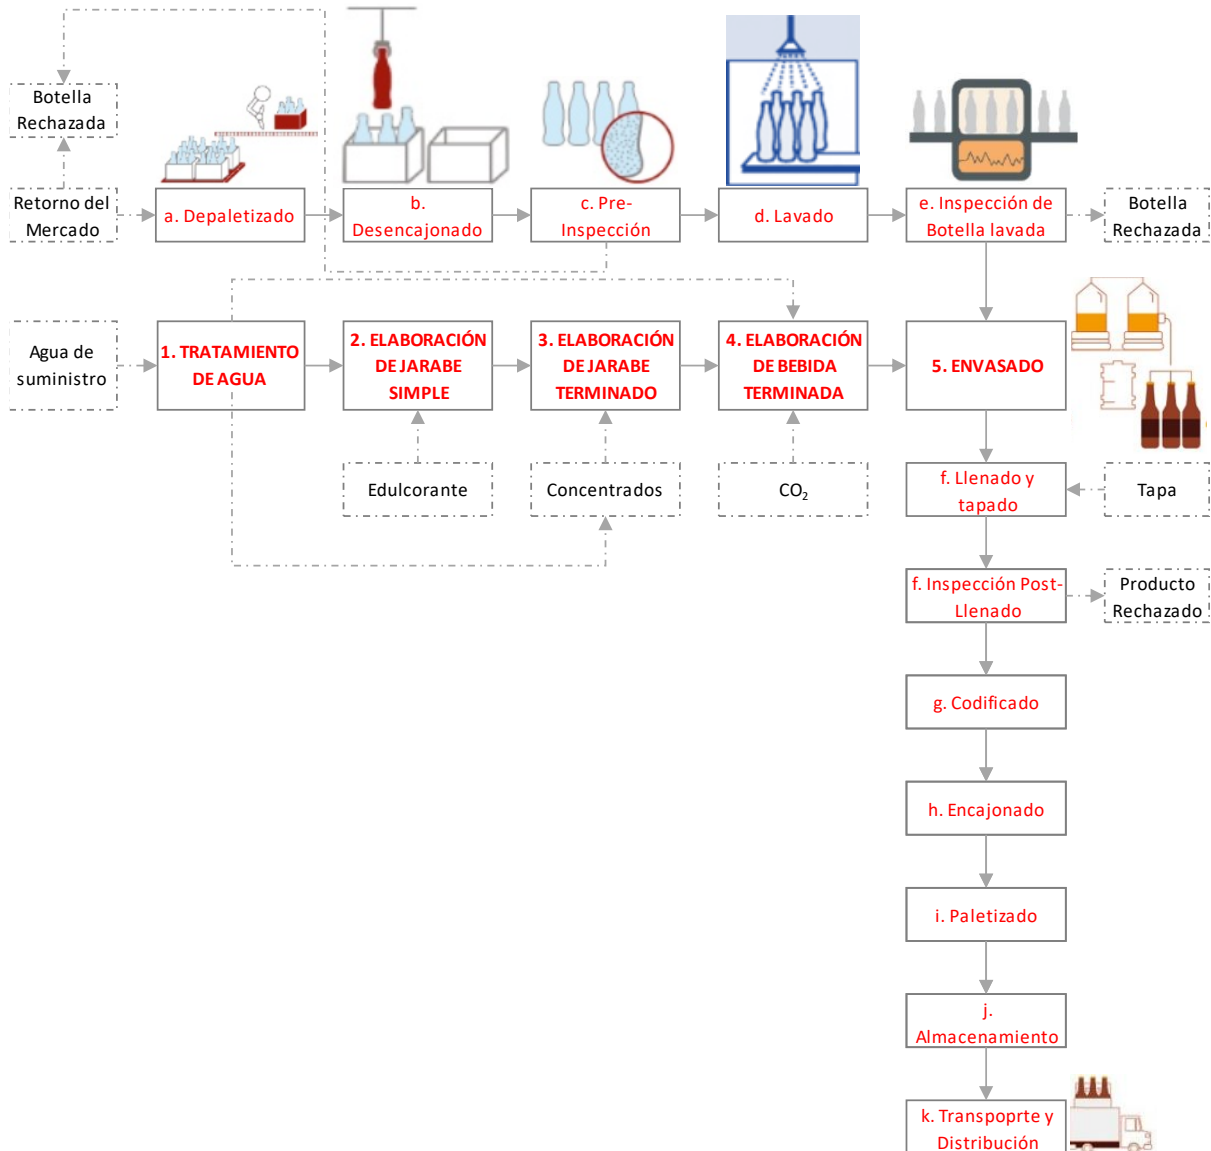 Botella
Rechazada
Retorno del
Mercado
a. Depaletizado
b.
Desencajonado
c. Pre-
Inspección
d. Lavado
e. Inspección de
Botella lavada
Botella
Rechazada
Agua de
suministro
1. TRATAMIENTO
DE AGUA
2. ELABORACIÓN
DE JARABE
SIMPLE
3. ELABORACIÓN
DE JARABE
TERMINADO
4. ELABORACIÓN
DE BEBIDA
TERMINADA
5. ENVASADO
Edulcorante
Concentrados
CO₂
f. Llenado y
tapado
Tapa
f. Inspección Post-
Llenado
Producto
Rechazado
g. Codificado
h. Encajonado
i. Paletizado
j.
Almacenamiento
k. Transpoprte y
Distribución